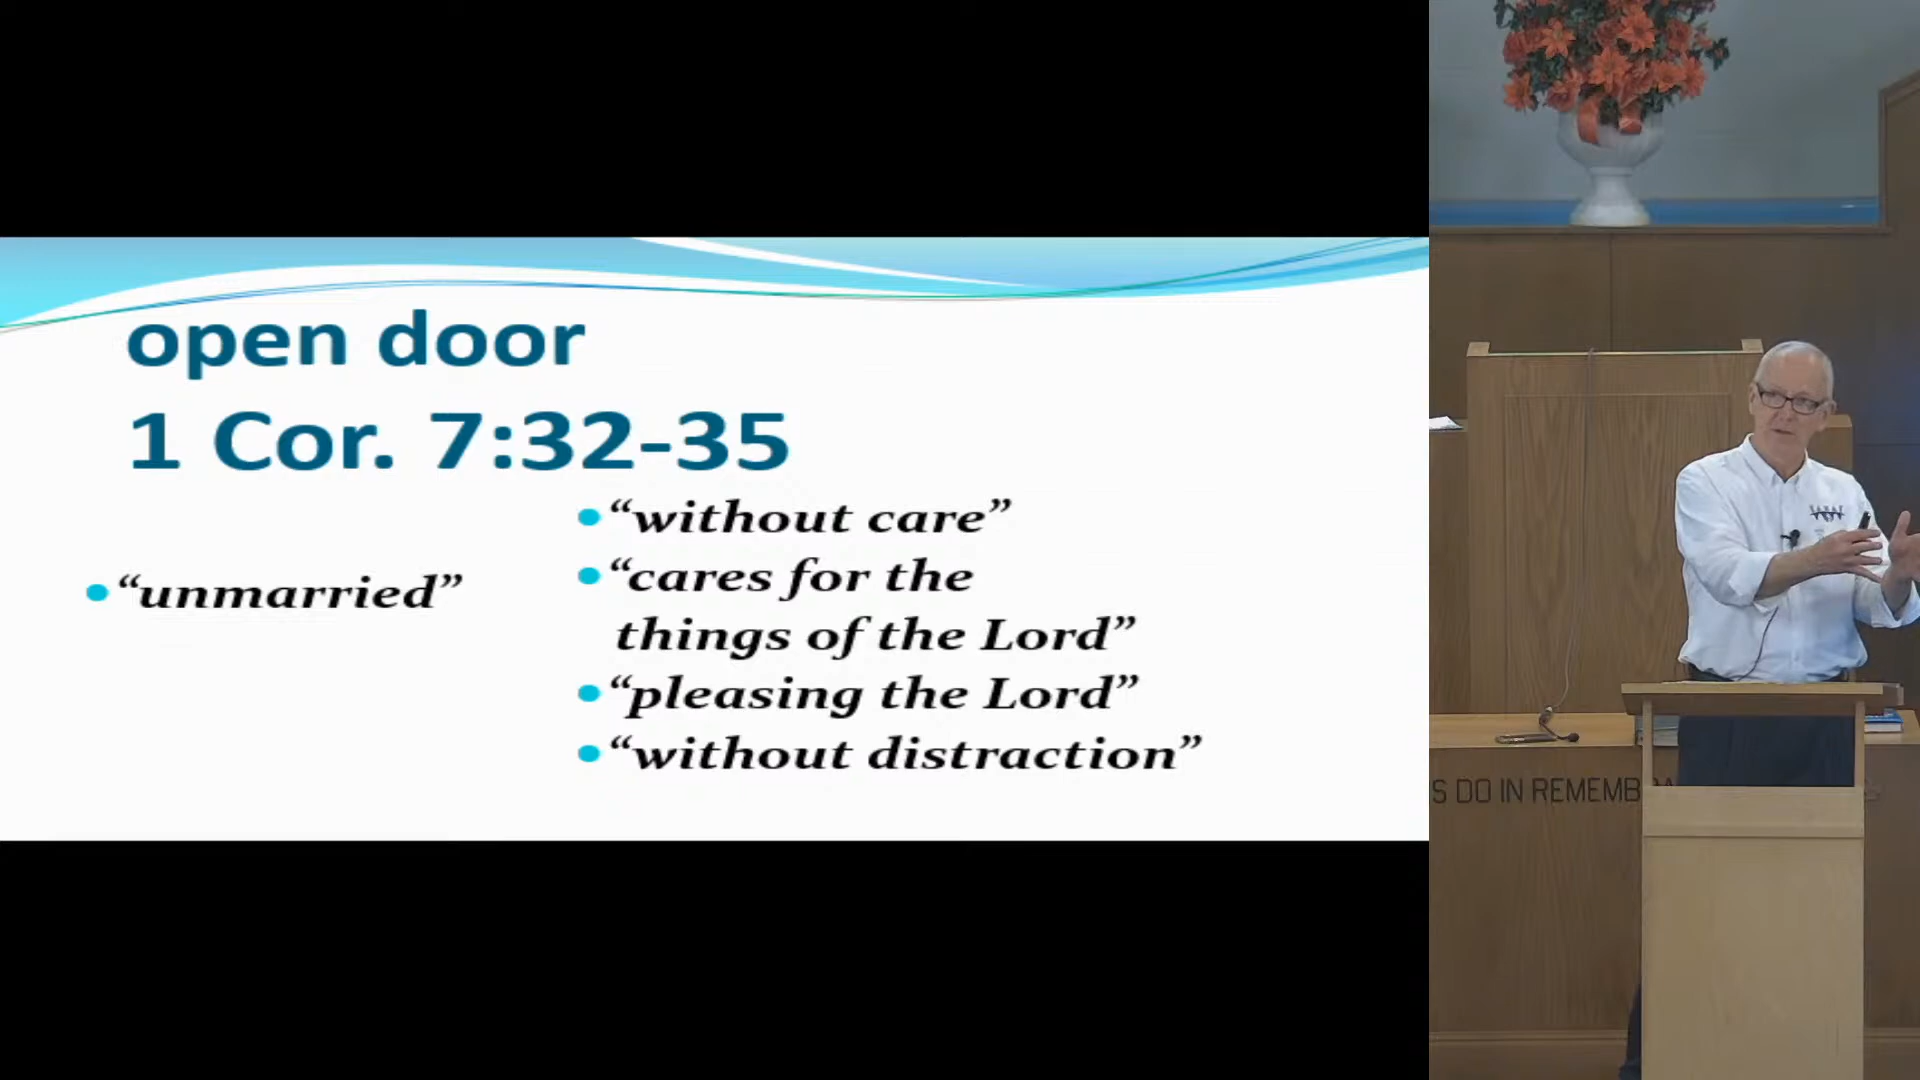 open door
1 Cor. 7:32-35
• “unmarried”
• “without care”
• “cares for the
things of the Lord”
• “pleasing the Lord”
• “without distraction”
S DO IN REMEMB